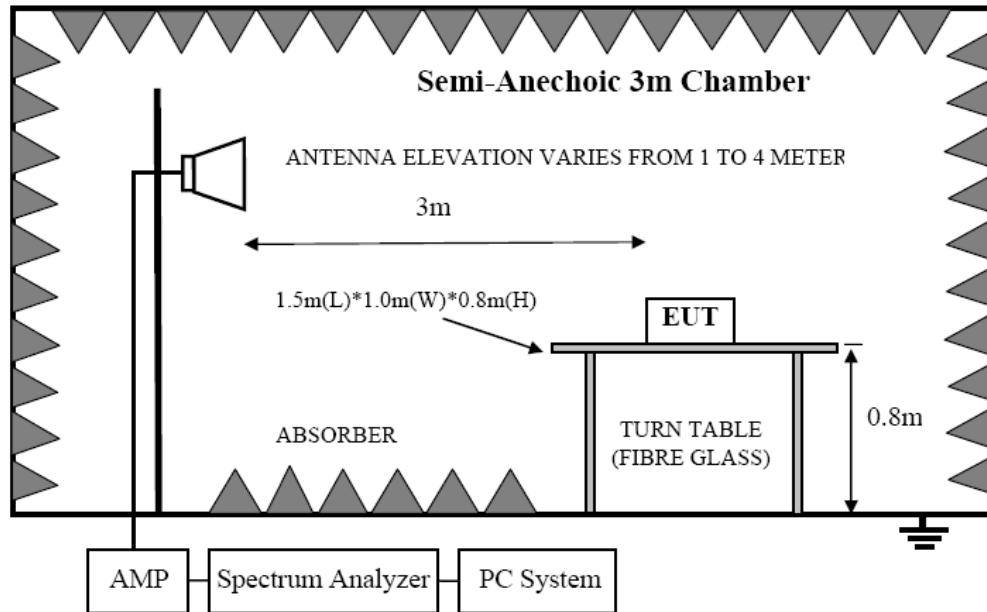 Semi-Anechoic 3m Chamber
ANTENNA ELEVATION VARIES FROM 1 TO 4 METER
3m
1.5m(L)*1.0m(W)*0.8m(H)
EUT
0.8m
ABSORBER
TURN TABLE
(FIBRE GLASS)
AMP
Spectrum Analyzer
PC System